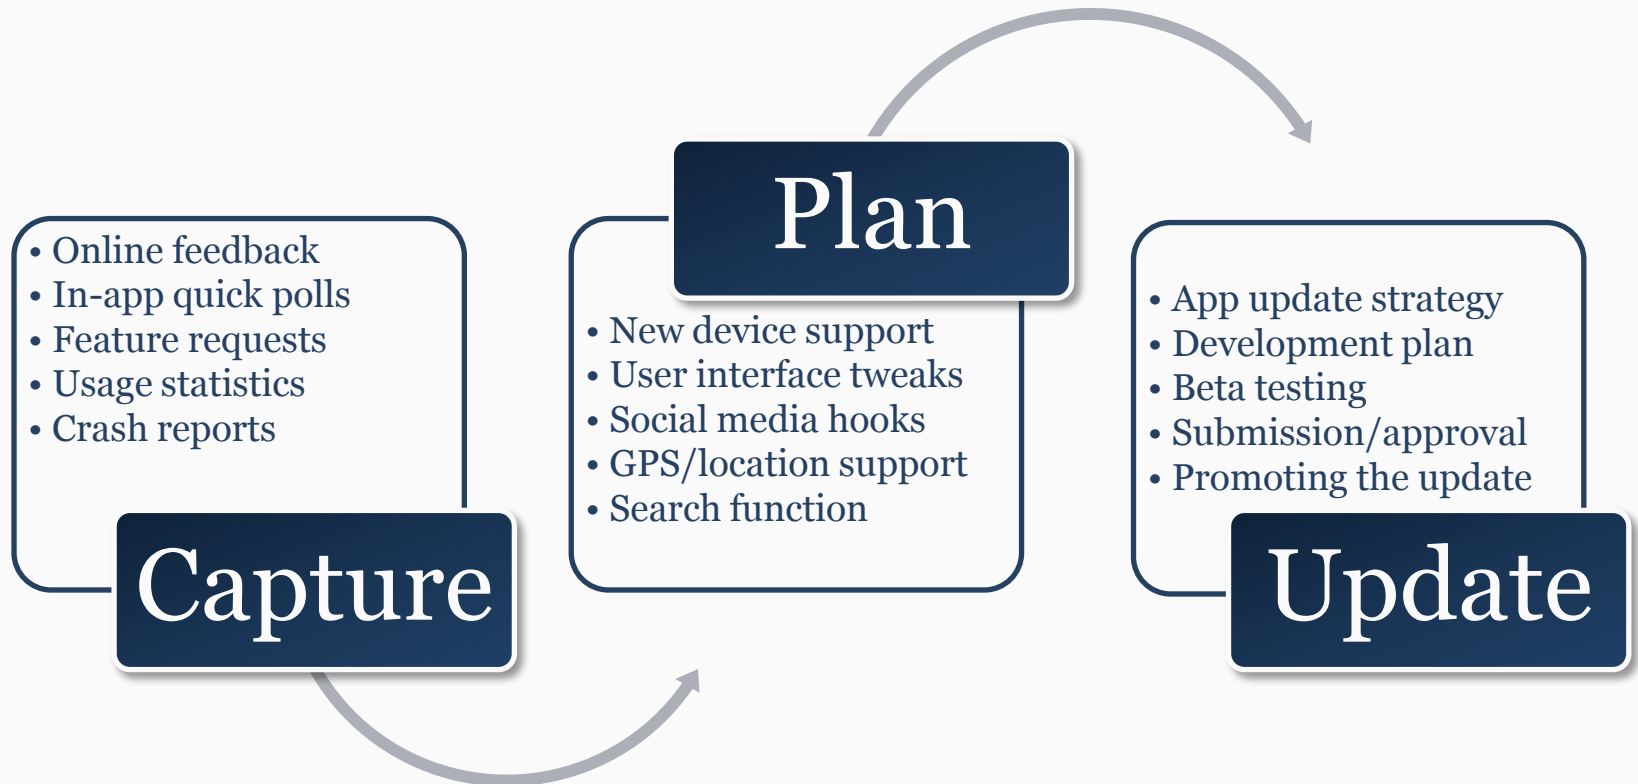 • Online feedback
• In-app quick polls
• Feature requests
• Usage statistics
• Crash reports
Capture
Plan
• New device support
• User interface tweaks
• Social media hooks
• GPS/location support
• Search function
• App update strategy
• Development plan
• Beta testing
• Submission/approval
• Promoting the update
Update